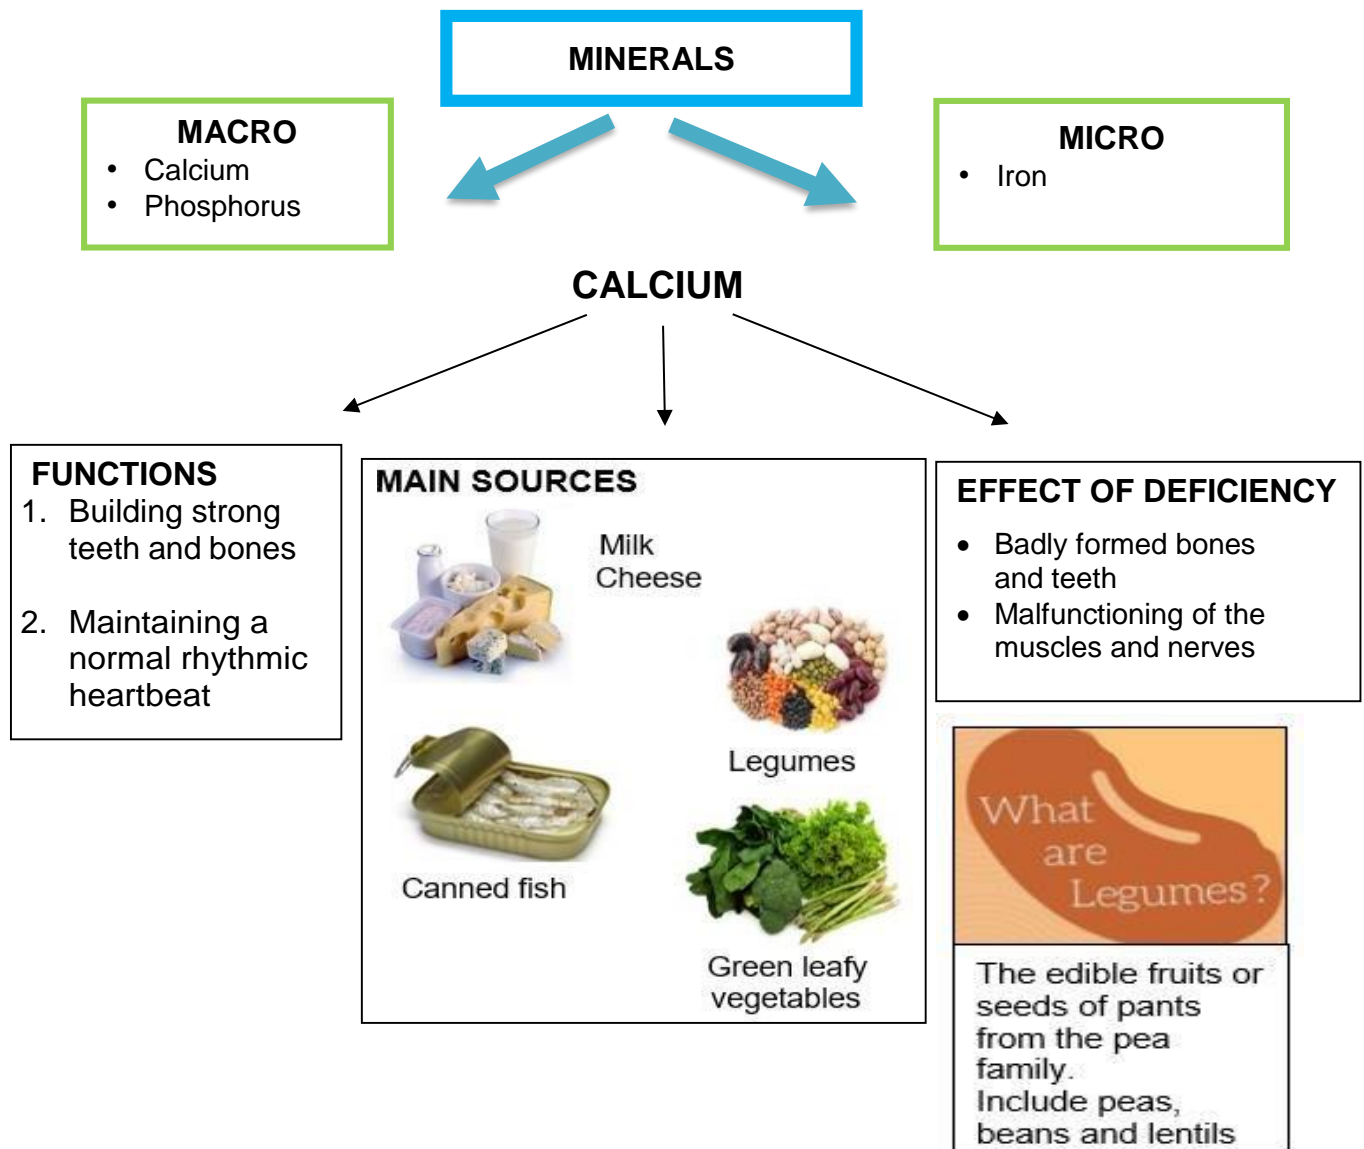 MINERALS
MACRO
• Calcium
• Phosphorus
MICRO
• Iron
CALCIUM
FUNCTIONS
1. Building strong
teeth and bones
2. Maintaining a
normal rhythmic
heartbeat
MAIN SOURCES
Milk
Cheese
Legumes
Canned fish
Green leafy
vegetables
EFFECT OF DEFICIENCY
• Badly formed bones
and teeth
• Malfunctioning of the
muscles and nerves
What
are
Legumes?
The edible fruits or
seeds of pants
from the pea
family.
Include peas,
beans and lentils